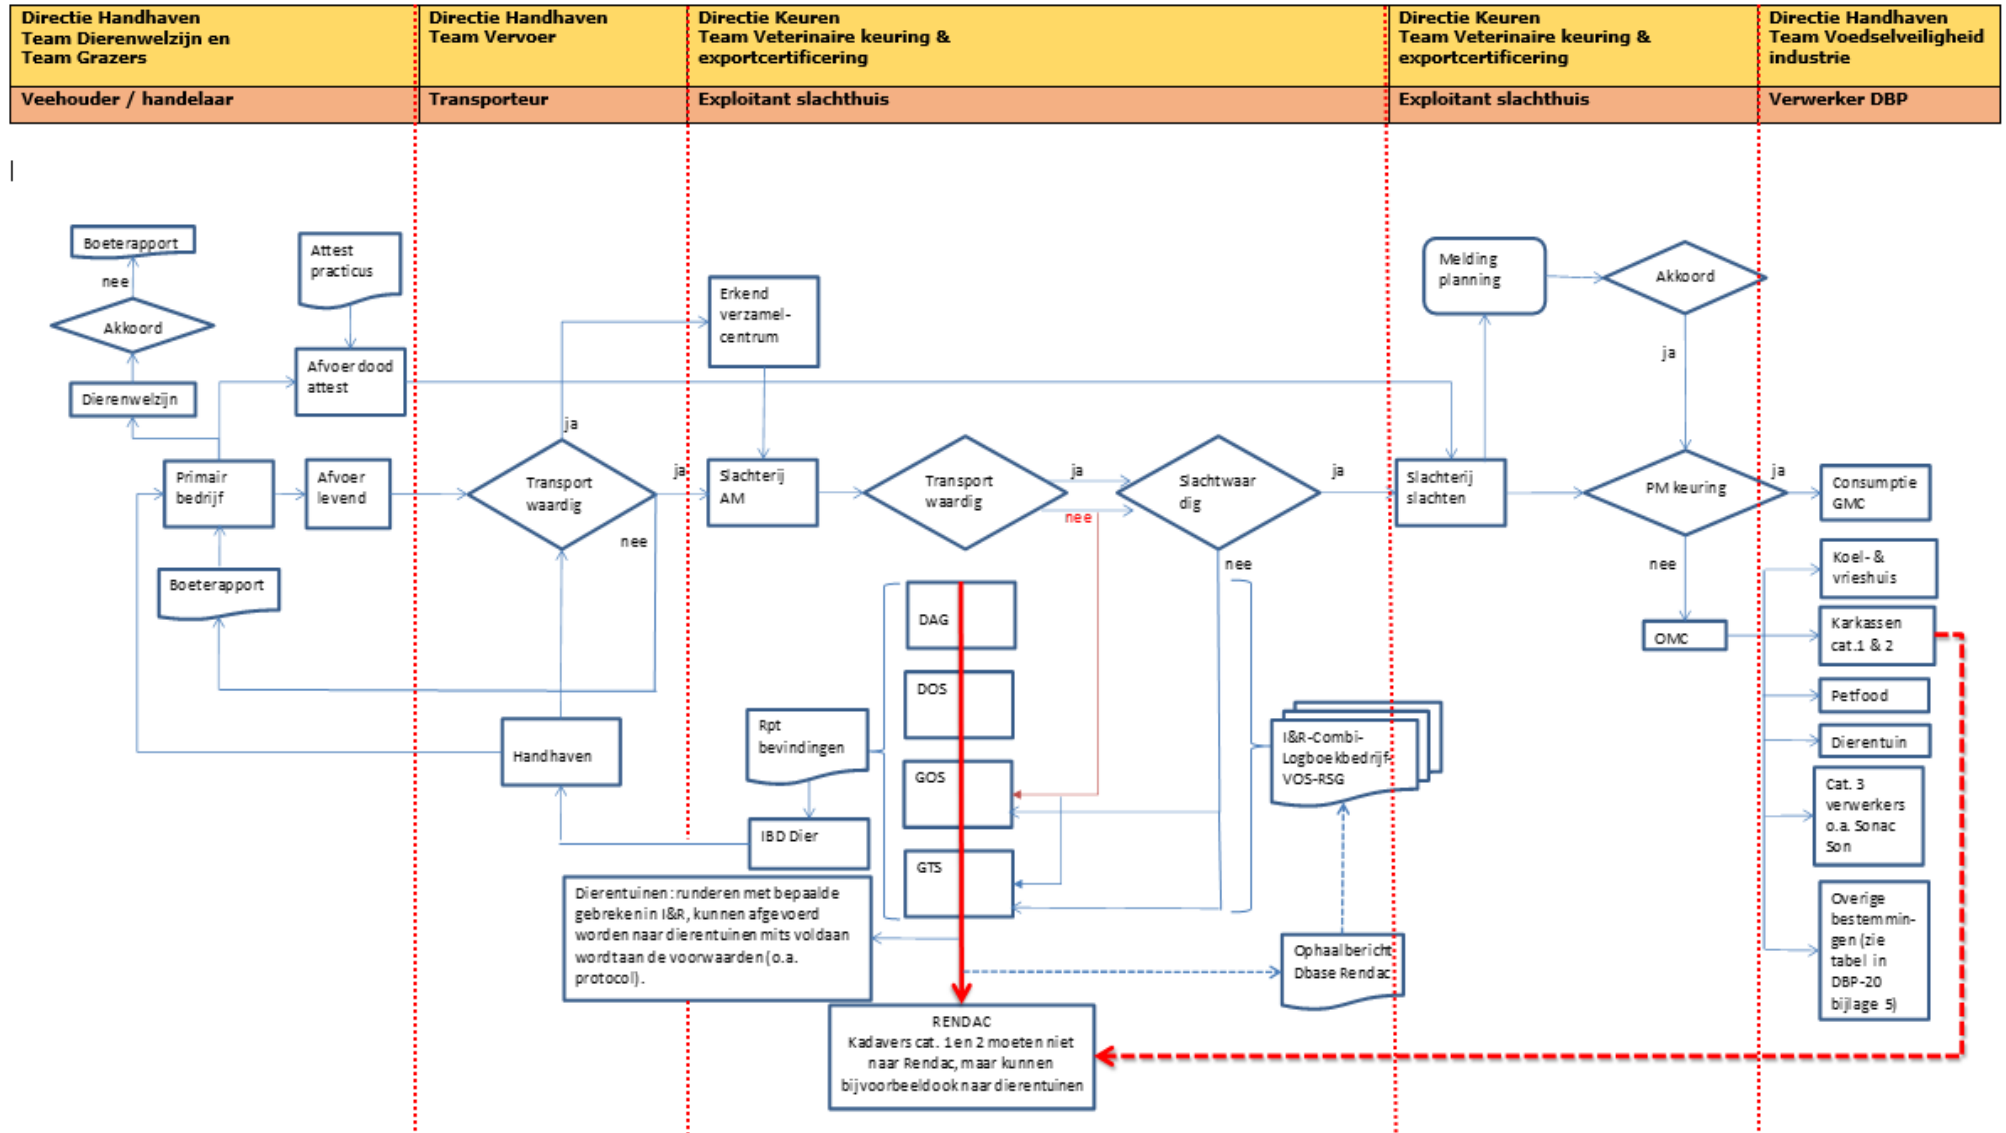 Directie Handhaven
Team Dierenwelzijn en
Team Grazers
Directie Handhaven
Team Vervoer
Directie Keuren
Team Veterinaire keuring &
exportcertificering
Directie Keuren
Team Veterinaire keuring &
exportcertificering
Directie Handhaven
Team Voedselveiligheid
industrie
Veehouder / handelaar
Transporteur
Exploitant slachthuis
Exploitant slachthuis
Verwerker DBP
Boeterapport
nee
Akkoord
Dierenwelzijn
Attest
practicus
Afvoer dood
attest
Primair
bedrijf
Afvoer
levend
Boeterapport
ja
Transport
waardig
ja
nee
Handhaven
Erkend
verzamel-
centrum
Slachterij
AM
Transport
waardig
ja
nee
Slachtwaar
dig
ja
nee
DAG
DOS
GOS
GTS
Rpt
bevindingen
IBD Dier
Dierentuinen: runderen met bepaalde
gebreken in I&R, kunnen afgevoerd
worden naar dierentuinen mits voldaan
wordt aan de voorwaarden (o.a.
protocol).
I&R-Combi-
Logboekbedrijf-
VOS-RSG
Ophaalbericht
Dbase Rendac
RENDAC
Kadavers cat. 1 en 2 moeten niet
naar Rendac, maar kunnen
bijvoorbeeld ook naar dierentuinen
Melding
planning
Akkoord
ja
Slachterij
slachten
PM keuring
ja
nee
OMC
Consumptie
GMC
Koel- &
vrieshuis
Karkassen
cat.1 & 2
Petfood
Dierentuin
Cat. 3
verwerkers
o.a. Sonac
Son
Overige
bestemmin-
gen (zie
tabel in
DBP-20
bijlage 5)